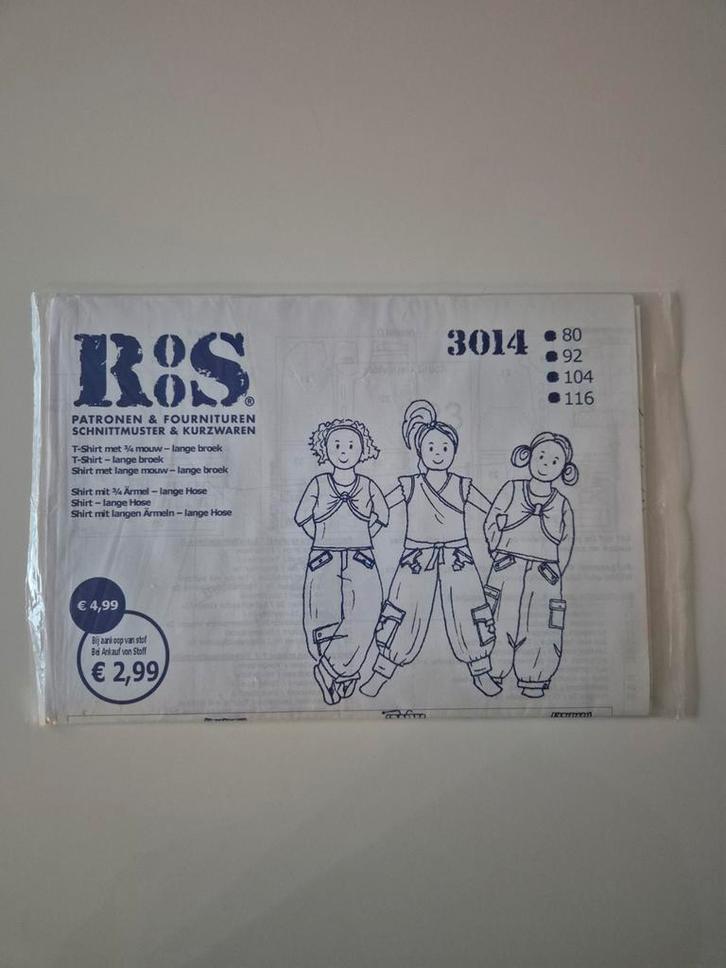 ROOS®
PATRONEN & FOURNITUREN
SCHNITTMUSTER & KURZWAREN
T-Shirt met ¾ mouw – lange broek
T-Shirt – lange broek
Shirt met lange mouw – lange broek
Shirt mit ¾ Ärmel – lange Hose
Shirt – lange Hose
Shirt mit langen Ärmeln – lange Hose
€ 4,99
Bij aankoop van stof
Bei Ankauf von Stoff
€ 2,99
3014
80
92
104
116